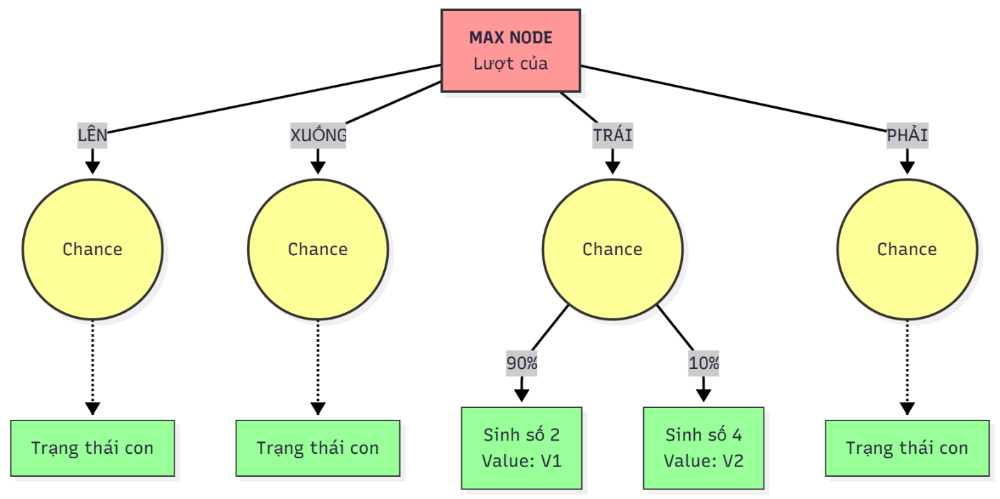 MAX NODE
Lượt của
LÊN
XUỐNG
TRÁI
PHẢI
Chance
Chance
Chance
Chance
90%
10%
Trạng thái con
Trạng thái con
Sinh số 2
Value: V1
Sinh số 4
Value: V2
Trạng thái con